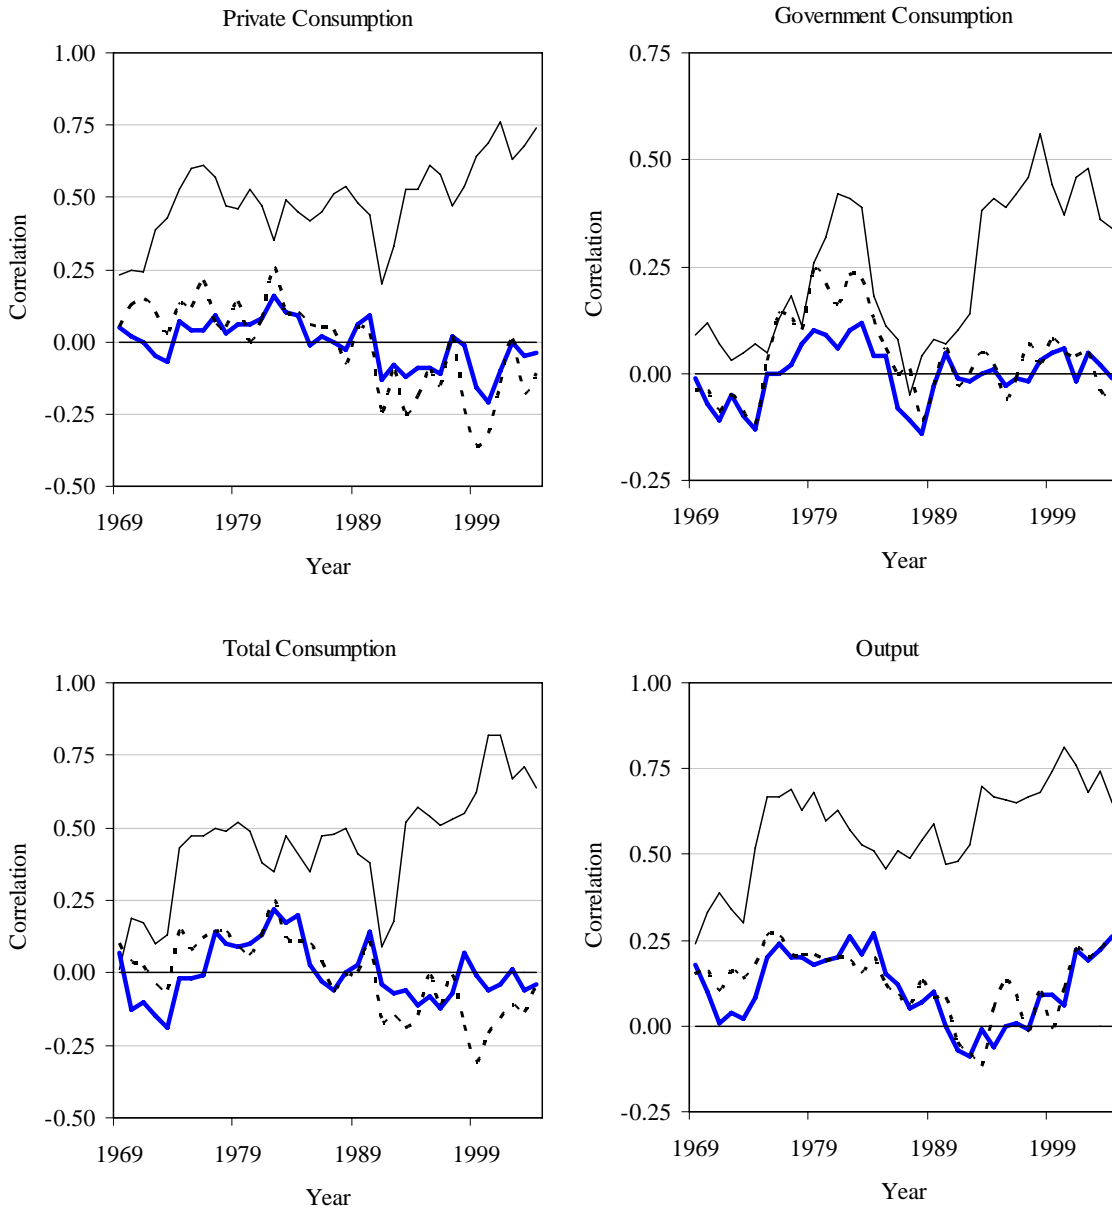 Private Consumption
1.00
0.75
0.50
0.25
0.00
-0.25
-0.50
Correlation
1969 1979 1989 1999
Year
Government Consumption
0.75
0.50
0.25
0.00
-0.25
Correlation
1969 1979 1989 1999
Year
Total Consumption
1.00
0.75
0.50
0.25
0.00
-0.25
-0.50
Correlation
1969 1979 1989 1999
Year
Output
1.00
0.75
0.50
0.25
0.00
-0.25
Correlation
1969 1979 1989 1999
Year